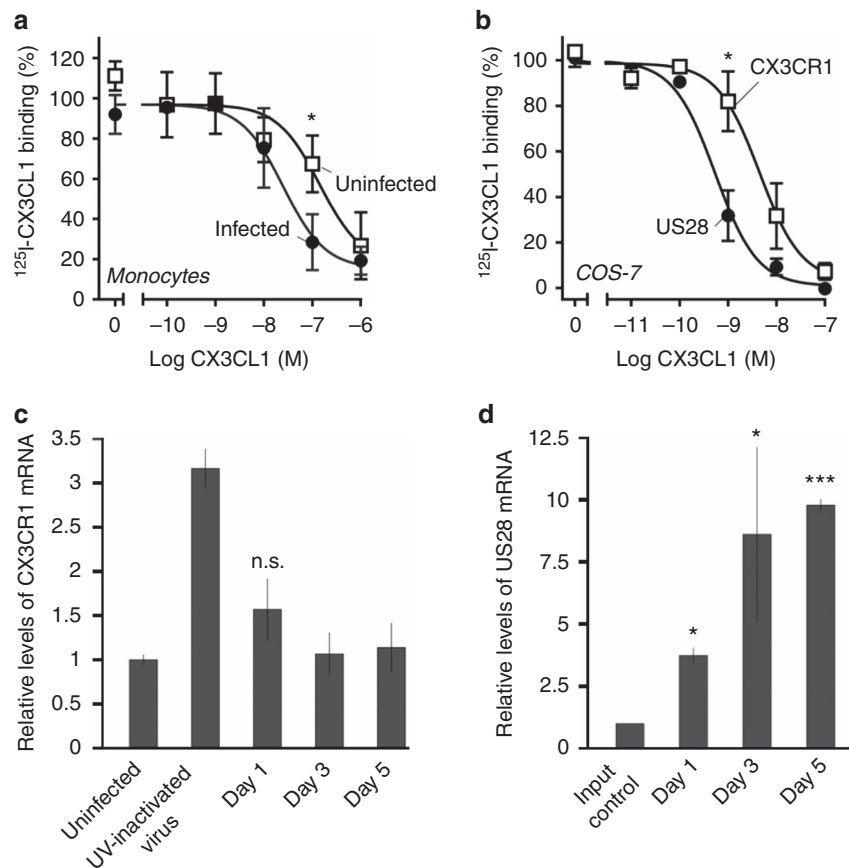 a
¹²⁵I-CX3CL1 binding (%)
120
100
80
60
40
20
0
*
Uninfected
Infected
Monocytes
0 –10 –9 –8 –7 –6
Log CX3CL1 (M)
b
¹²⁵I-CX3CL1 binding (%)
100
80
60
40
20
0
*
CX3CR1
US28
COS-7
0 –11 –10 –9 –8 –7
Log CX3CL1 (M)
c
Relative levels of CX3CR1 mRNA
3.5
3
2.5
2
1.5
1
0.5
0
n.s.
Uninfected
UV-inactivated
virus
Day 1
Day 3
Day 5
d
Relative levels of US28 mRNA
12.5
10
7.5
5
2.5
0
*
*
***
Input
control
Day 1
Day 3
Day 5